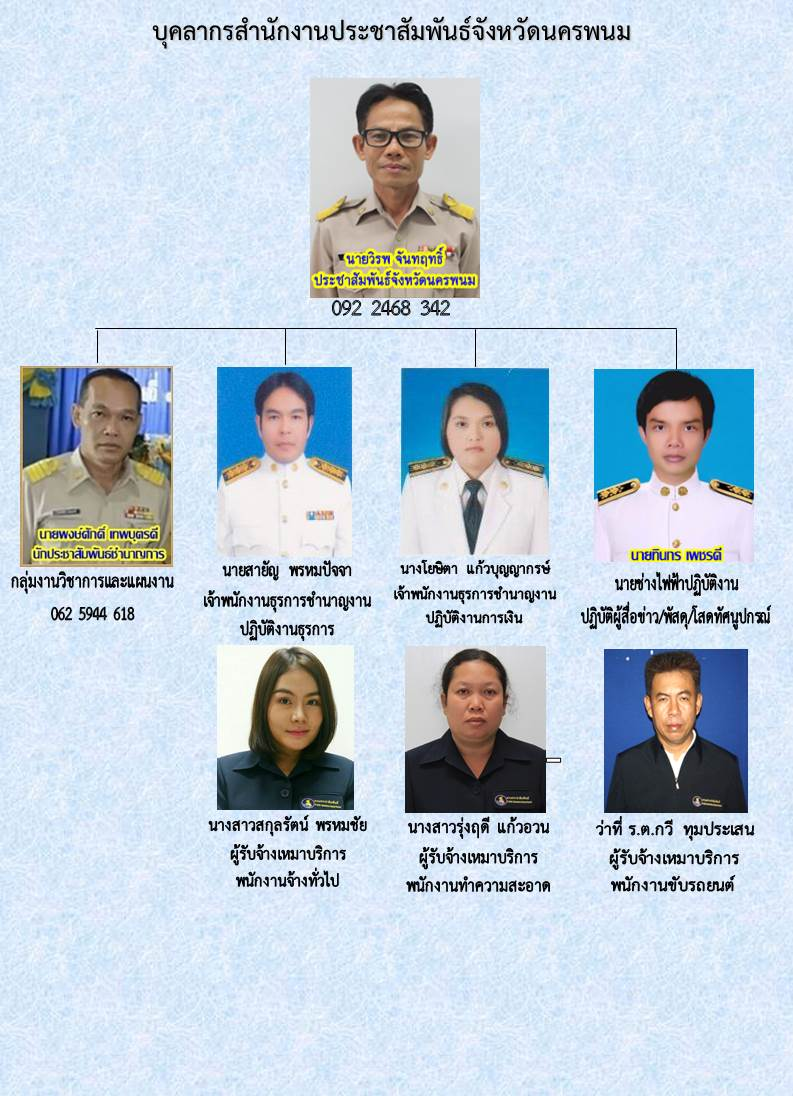 บุคลากรสำนักงานประชาสัมพันธ์จังหวัดนครพนม
นายวิรพ จันทฤทธิ์
ประชาสัมพันธ์จังหวัดนครพนม
092 2468 342
นายพงษ์ศักดิ์ เทพบุตรดี
นักประชาสัมพันธ์ชำนาญการ
กลุ่มงานวิชาการและแผนงาน
062 5944 618
นายสายัญ พรหมปัจจา
เจ้าพนักงานธุรการชำนาญงาน
ปฏิบัติงานธุรการ
นางโยษิตา แก้วบุญญากรษ์
เจ้าพนักงานธุรการชำนาญงาน
ปฏิบัติงานการเงิน
นายทินกร เพชรดี
นายช่างไฟฟ้าปฏิบัติงาน
ปฏิบัติผู้สื่อข่าว/พัสดุ/โสดทัศนูปกรณ์
นางสาวสกุลรัตน์ พรหมชัย
ผู้รับจ้างเหมาบริการ
พนักงานจ้างทั่วไป
นางสาวรุ่งฤดี แก้วอวน
ผู้รับจ้างเหมาบริการ
พนักงานทำความสะอาด
ว่าที่ ร.ต.กวี ทุมประเสน
ผู้รับจ้างเหมาบริการ
พนักงานขับรถยนต์